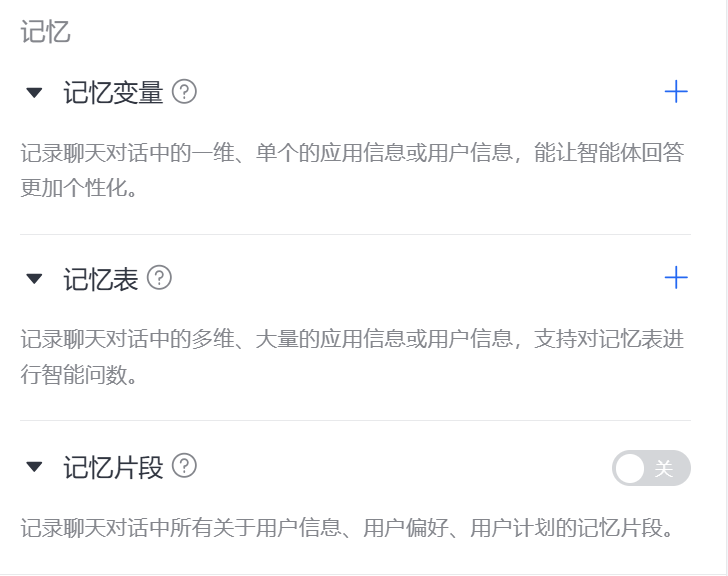 记忆
记忆变量 ?
记录聊天对话中的一维、单个的应用信息或用户信息，能让智能体回答
更加个性化。
记忆表 ?
记录聊天对话中的多维、大量的应用信息或用户信息，支持对记忆表进
行智能问数。
记忆片段 ? 关
记录聊天对话中所有关于用户信息、用户偏好、用户计划的记忆片段。